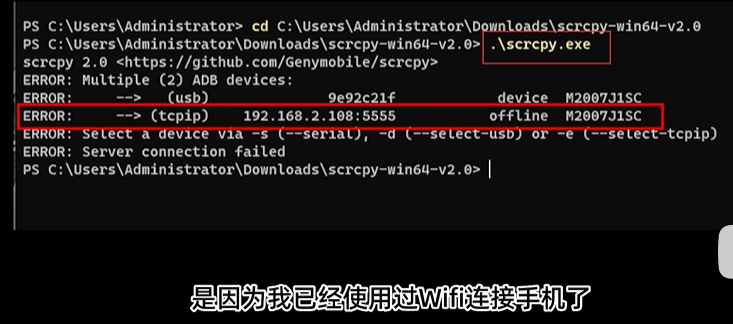 PS C:\Users\Administrator> cd C:\Users\Administrator\Downloads\scrcpy-win64-v2.0
PS C:\Users\Administrator\Downloads\scrcpy-win64-v2.0> .\scrcpy.exe
scrcpy 2.0 <https://github.com/Genymobile/scrcpy>
ERROR: Multiple (2) ADB devices:
ERROR:     -->   (usb)                9e92c21f              device  M2007J1SC
ERROR:     --> (tcpip)    192.168.2.108:5555             offline  M2007J1SC
ERROR: Select a device via -s (--serial), -d (--select-usb) or -e (--select-tcpip)
ERROR: Server connection failed
PS C:\Users\Administrator\Downloads\scrcpy-win64-v2.0>
是因为我已经使用过Wifi连接手机了